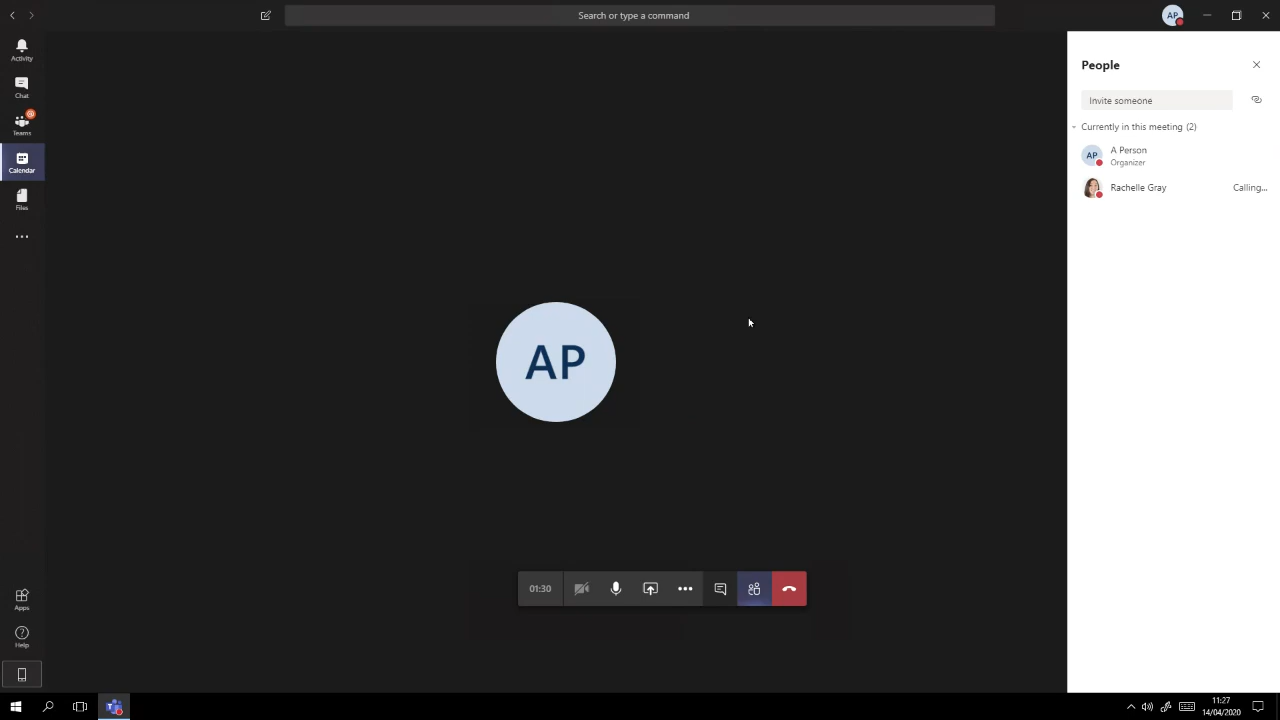 Search or type a command
AP
Activity
Chat
Teams
Calendar
Files
People
Invite someone
Currently in this meeting (2)
AP
A Person
Organizer
Rachelle Gray
Calling...
AP
01:30
Apps
Help
11:27
14/04/2020